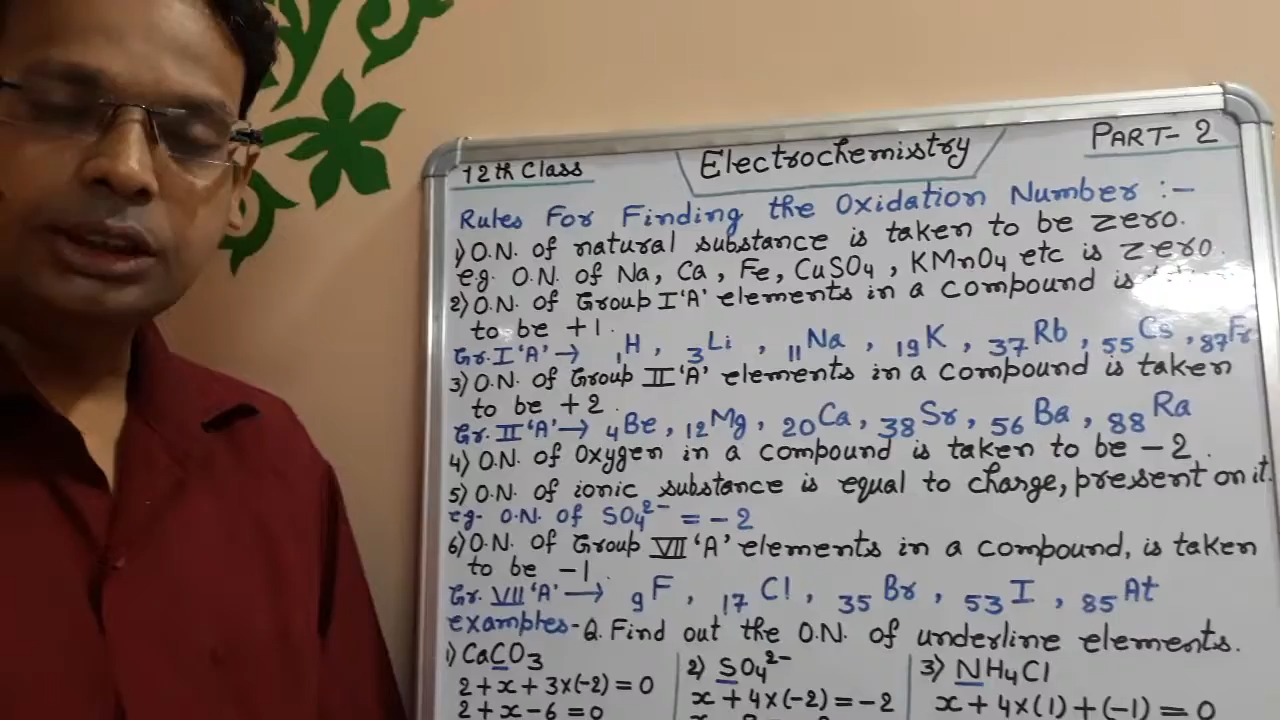 12th Class
Electrochemistry
PART-2
Rules For Finding the Oxidation Number :-
1) O.N. of natural substance is taken to be zero.
eg. O.N. of Na, Ca, Fe, CuSO4, KMnO4 etc is zero.
2) O.N. of Group I'A' elements in a compound is
to be +1.
Gr. I'A' → 1H, 3Li, 11Na, 19K, 37Rb, 55Cs, 87Fr
3) O.N. of Group II'A' elements in a compound is taken
to be +2.
Gr. II'A' → 4Be, 12Mg, 20Ca, 38Sr, 56Ba, 88Ra
4) O.N. of Oxygen in a compound is taken to be -2.
5) O.N. of ionic substance is equal to charge, present on it.
eg- O.N. of SO4^2- = -2
6) O.N. of Group VII'A' elements in a compound, is taken
to be -1.
Gr. VII'A' → 9F, 17Cl, 35Br, 53I, 85At
examples- Q. Find out the O.N. of underline elements.
1) CaCO3
2+x+3x(-2)=0
2+x-6=0
2) SO4^2-
x+4x(-2)=-2
3) NH4Cl
x+4x(1)+(-1)=0